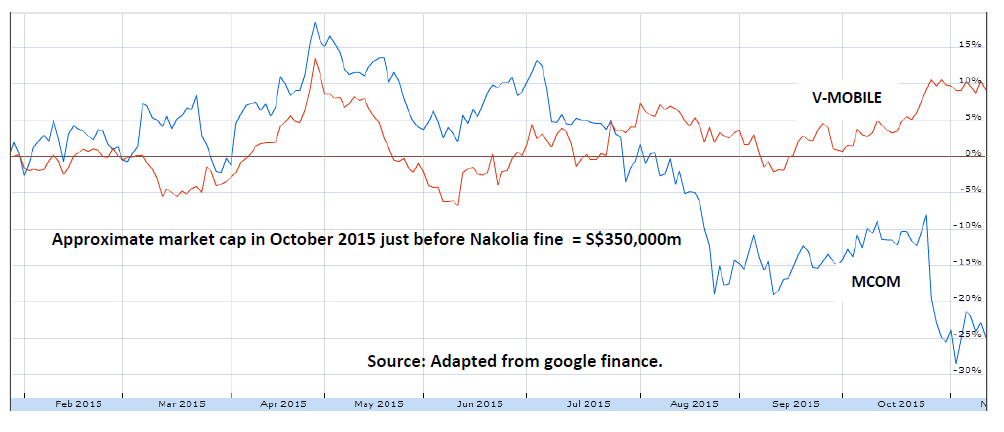 15%
10%
V-MOBILE
5%
0%
-5%
Approximate market cap in October 2015 just before Nakolia fine = S$350,000m
-10%
MCOM
-15%
-20%
-25%
Source: Adapted from google finance.
-30%
Feb 2015 Mar 2015 Apr 2015 May 2015 Jun 2015 Jul 2015 Aug 2015 Sep 2015 Oct 2015 N